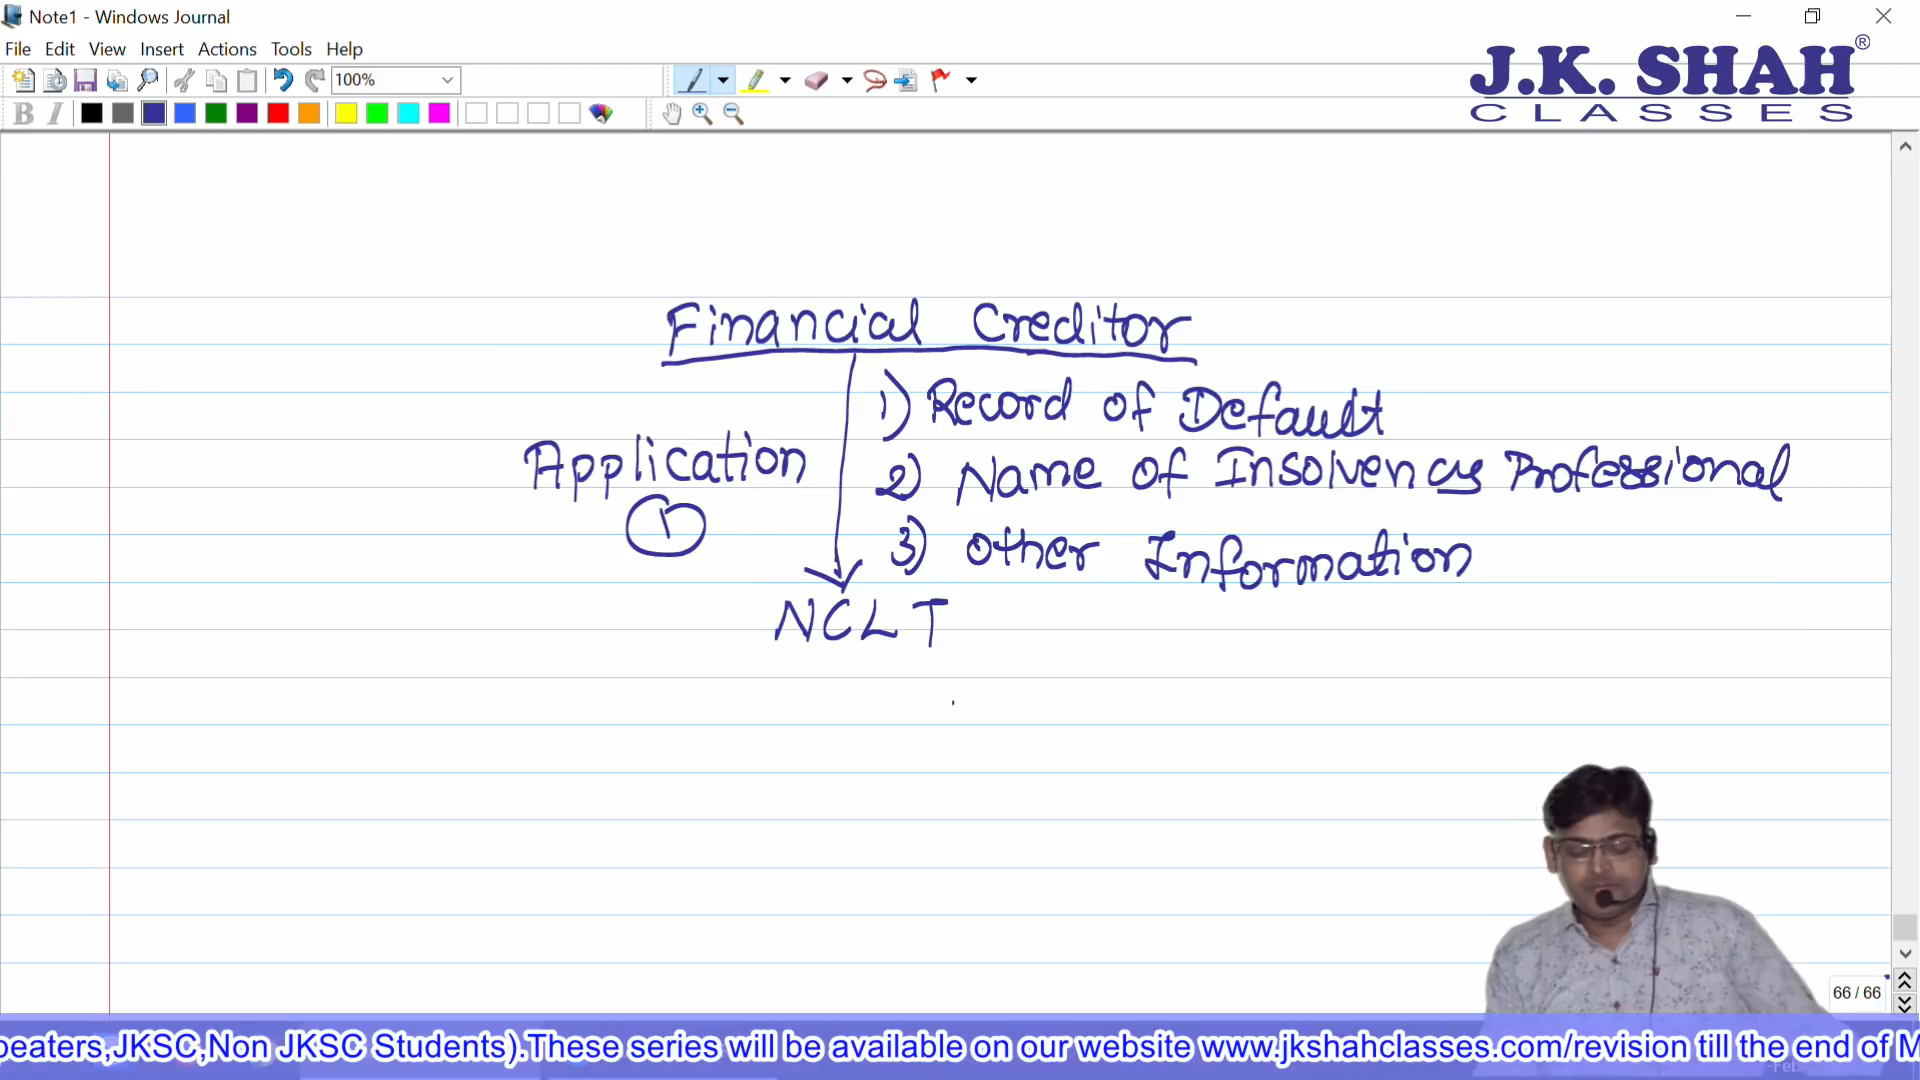 Note1 - Windows Journal
File Edit View Insert Actions Tools Help
100%
J.K. SHAH®
CLASSES
Financial Creditor
1) Record of Default
Application
2) Name of Insolvency Professional
1
3) Other Information
NCLT
66 / 66
peaters,JKSC,Non JKSC Students).These series will be available on our website www.jkshahclasses.com/revision till the end of M